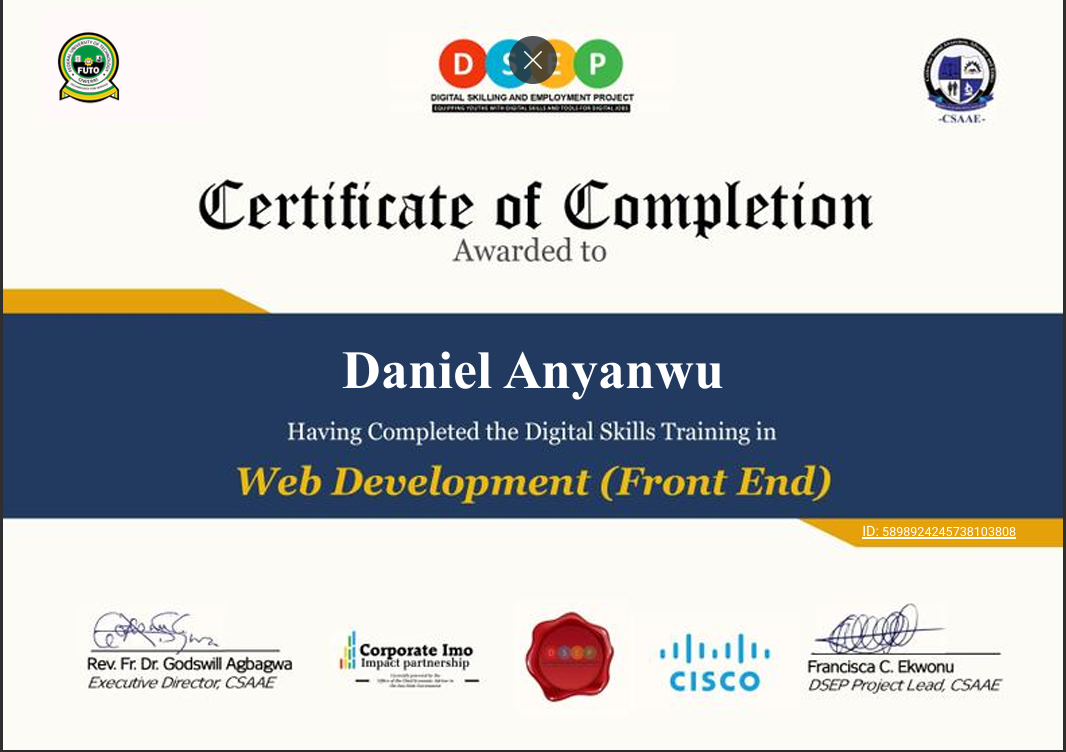 FUTO
D S E P
DIGITAL SKILLING AND EMPLOYMENT PROJECT
EQUIPPING YOUTHS WITH DIGITAL SKILLS AND TOOLS FOR DIGITAL JOBS
-CSAAE-
Certificate of Completion
Awarded to
Daniel Anyanwu
Having Completed the Digital Skills Training in
Web Development (Front End)
ID: 5898924245738103808
Rev. Fr. Dr. Godswill Agbagwa
Executive Director, CSAAE
Corporate Imo
Impact partnership
DSEP
CISCO
Francisca C. Ekwonu
DSEP Project Lead, CSAAE